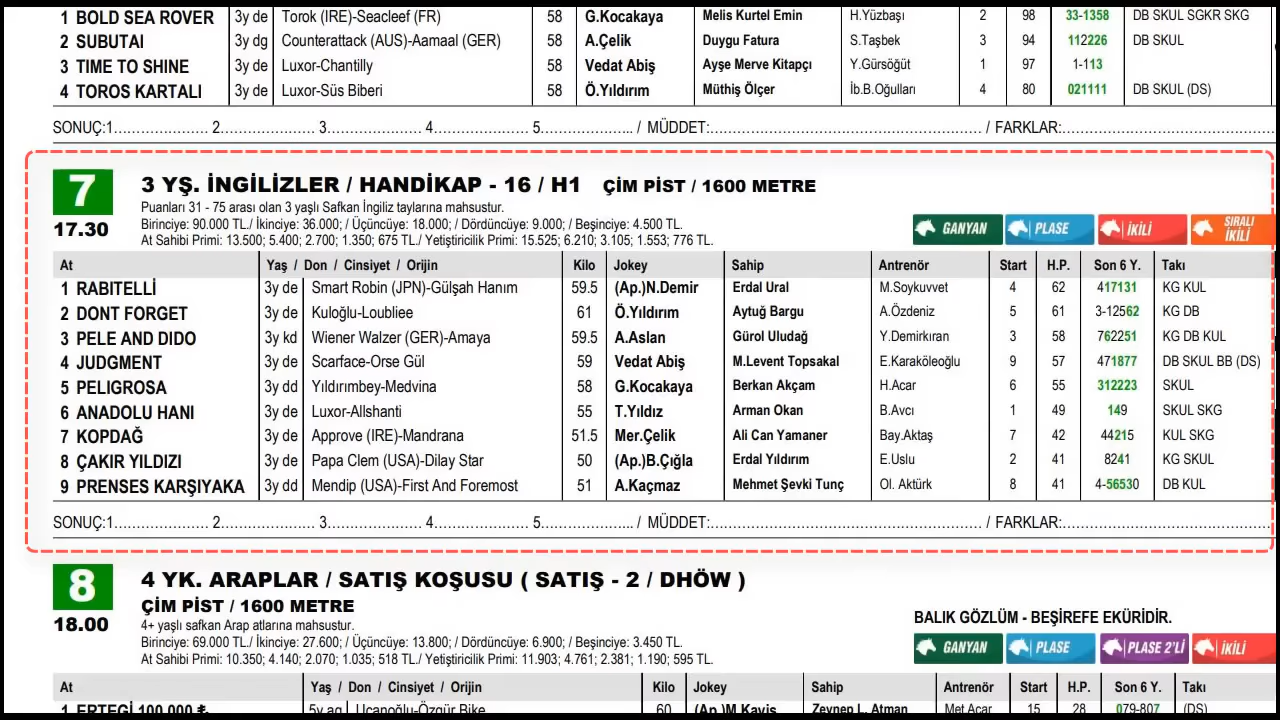 1 BOLD SEA ROVER 3y de Torok (IRE)-Seacleef (FR) 58 G.Kocakaya Melis Kurtel Emin H.Yüzbaşı 2 98 33-1358 DB SKUL SGKR SKG
2 SUBUTAI 3y dg Counterattack (AUS)-Aamaal (GER) 58 A.Çelik Duygu Fatura S.Taşbek 3 94 112226 DB SKUL
3 TIME TO SHINE 3y de Luxor-Chantilly 58 Vedat Abiş Ayşe Merve Kitapçı Y.Gürsöğüt 1 97 1-113
4 TOROS KARTALI 3y de Luxor-Süs Biberi 58 Ö.Yıldırım Müthiş Ölçer İb.B.Oğulları 4 80 021111 DB SKUL (DS)
SONUÇ:1...................... 2...................... 3...................... 4...................... 5...................... / MÜDDET:.............................................................. / FARKLAR:..................................................
7 3 YŞ. İNGİLİZLER / HANDİKAP - 16 / H1 ÇİM PİST / 1600 METRE
Puanları 31 - 75 arası olan 3 yaşlı Safkan İngiliz taylarına mahsustur.
17.30 Birinciye: 90.000 TL./ İkinciye: 36.000; / Üçüncüye: 18.000; / Dördüncüye: 9.000; / Beşinciye: 4.500 TL.
At Sahibi Primi: 13.500; 5.400; 2.700; 1.350; 675 TL./ Yetiştiricilik Primi: 15.525; 6.210; 3.105; 1.553; 776 TL.
GANYAN PLASE İKİLİ SIRALI İKİLİ
At Yaş / Don / Cinsiyet / Orijin Kilo Jokey Sahip Antrenör Start H.P. Son 6 Y. Takı
1 RABITELLİ 3y de Smart Robin (JPN)-Gülşah Hanım 59.5 (Ap.)N.Demir Erdal Ural M.Soykuvvet 4 62 417131 KG KUL
2 DONT FORGET 3y de Kuloğlu-Loubliee 61 Ö.Yıldırım Aytuğ Bargu A.Özdeniz 5 61 3-12562 KG DB
3 PELE AND DIDO 3y kd Wiener Walzer (GER)-Amaya 59.5 A.Aslan Gürol Uludağ Y.Demirkıran 3 58 762251 KG DB KUL
4 JUDGMENT 3y de Scarface-Orse Gül 59 Vedat Abiş M.Levent Topsakal E.Karaköleoğlu 9 57 471877 DB SKUL BB (DS)
5 PELIGROSA 3y dd Yıldırımbey-Medvina 58 G.Kocakaya Berkan Akçam H.Acar 6 55 312223 SKUL
6 ANADOLU HANI 3y de Luxor-Allshanti 55 T.Yıldız Arman Okan B.Avcı 1 49 149 SKUL SKG
7 KOPDAĞ 3y de Approve (IRE)-Mandrana 51.5 Mer.Çelik Ali Can Yamaner Bay.Aktaş 7 42 44215 KUL SKG
8 ÇAKIR YILDIZI 3y de Papa Clem (USA)-Dilay Star 50 (Ap.)B.Çığla Erdal Yıldırım E.Uslu 2 41 8241 KG SKUL
9 PRENSES KARŞIYAKA 3y dd Mendip (USA)-First And Foremost 51 A.Kaçmaz Mehmet Şevki Tunç Ol. Aktürk 8 41 4-56530 DB KUL
SONUÇ:1...................... 2...................... 3...................... 4...................... 5...................... / MÜDDET:.............................................................. / FARKLAR:..................................................
8 4 YK. ARAPLAR / SATIŞ KOŞUSU ( SATIŞ - 2 / DHÖW )
ÇİM PİST / 1600 METRE
18.00 4+ yaşlı safkan Arap atlarına mahsustur.
BALIK GÖZLÜM - BEŞİREFE EKÜRİDİR.
Birinciye: 69.000 TL./ İkinciye: 27.600; / Üçüncüye: 13.800; / Dördüncüye: 6.900; / Beşinciye: 3.450 TL.
At Sahibi Primi: 10.350; 4.140; 2.070; 1.035; 518 TL./ Yetiştiricilik Primi: 11.903; 4.761; 2.381; 1.190; 595 TL.
GANYAN PLASE PLASE 2'Lİ İKİLİ
At Yaş / Don / Cinsiyet / Orijin Kilo Jokey Sahip Antrenör Start H.P. Son 6 Y. Takı
1 ERTEGİ 100.000 ₺ 5y ag Uçanoğlu-Özgür Bike 60 (Ap.)M.Kayış Zeynep L. Atman Met.Acar 15 28 079-807 (DS)